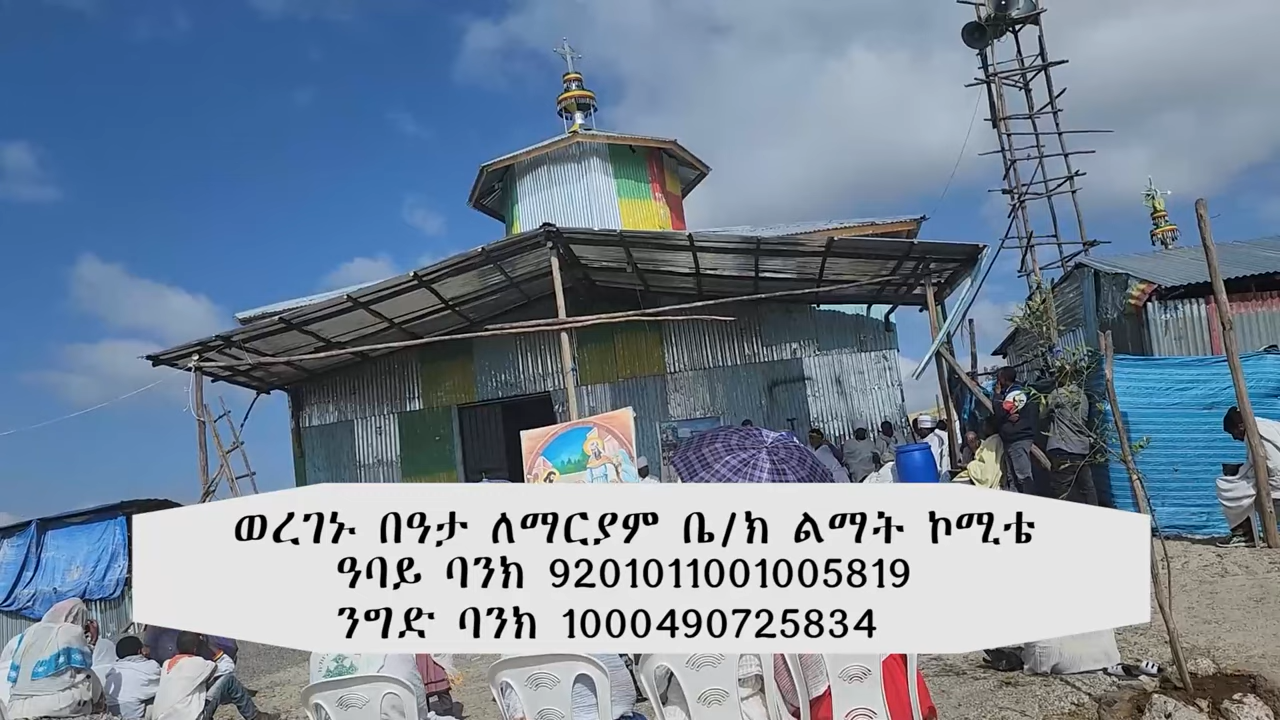 ወረገኑ በዓታ ለማርያም ቤ/ክ ልማት ኮሚቴ
ዓባይ ባንክ 9201011001005819
ንግድ ባንክ 1000490725834